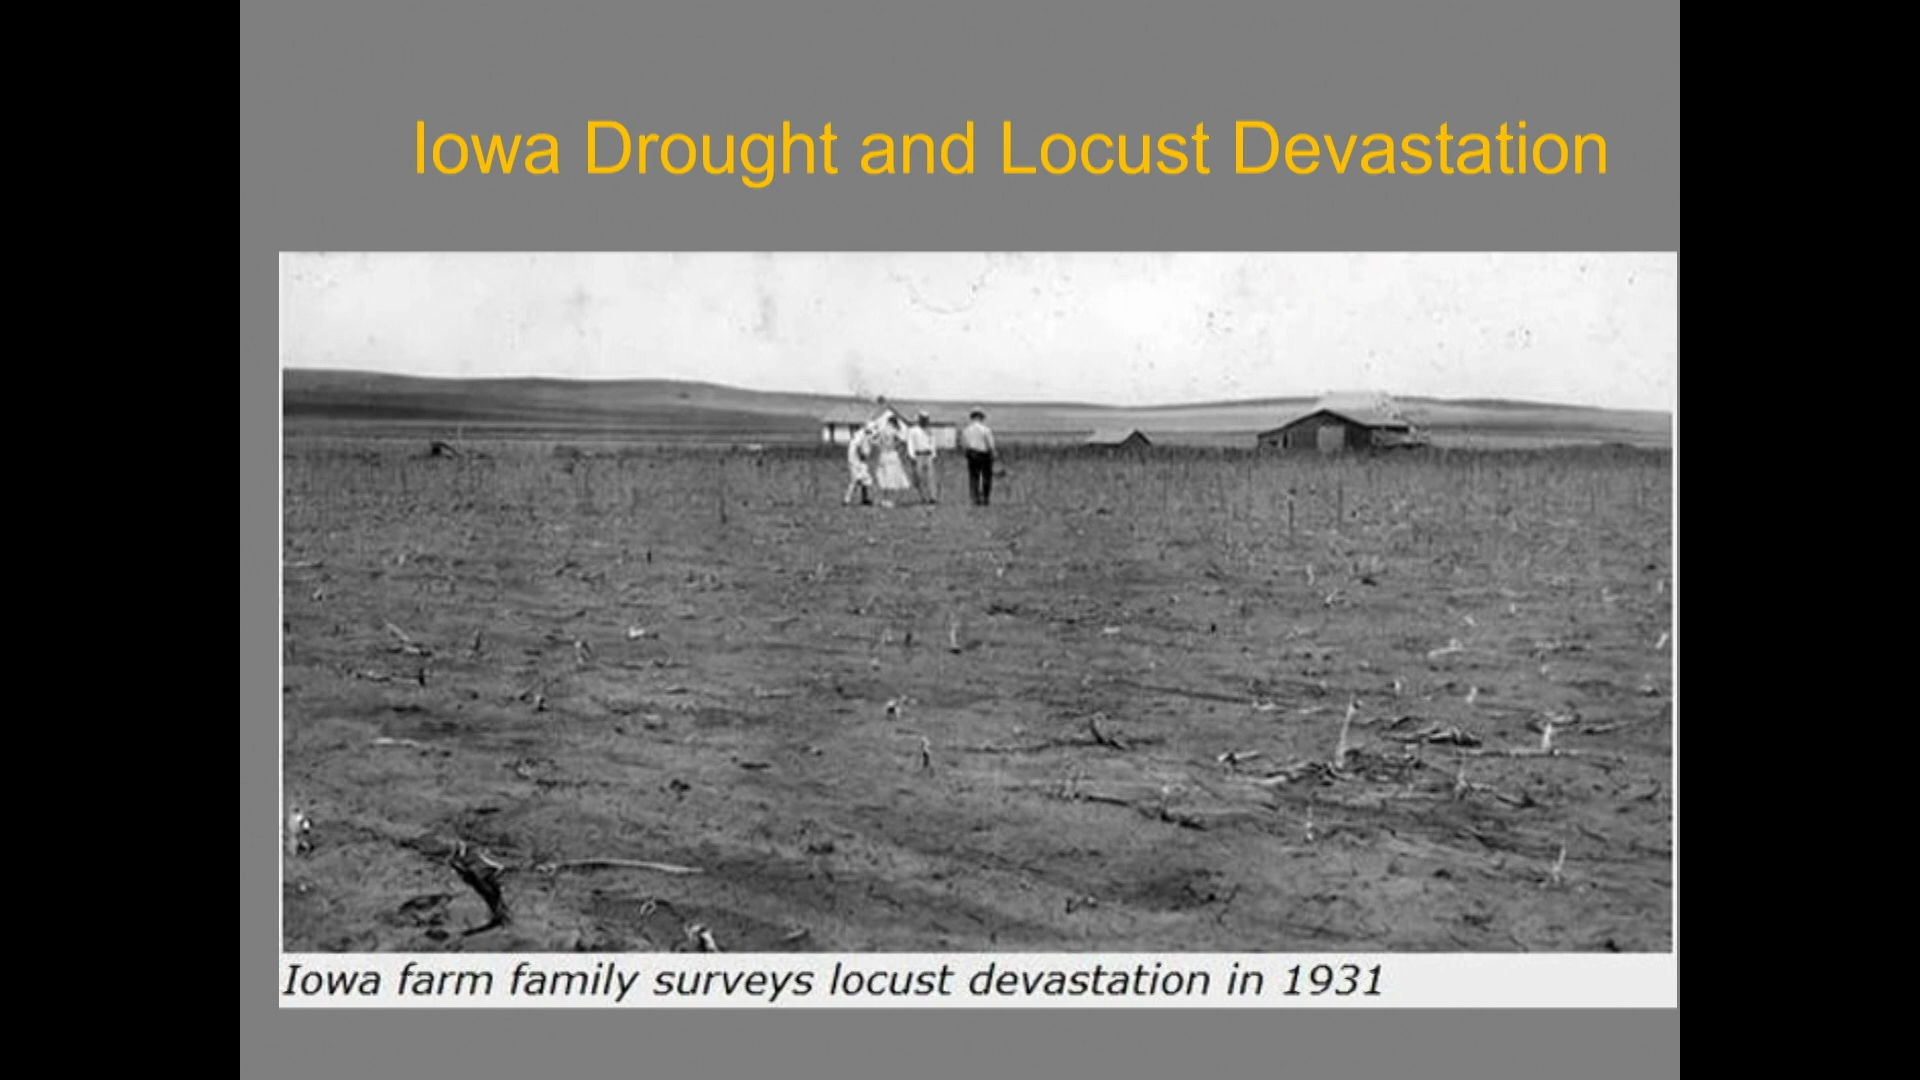 Iowa Drought and Locust Devastation
Iowa farm family surveys locust devastation in 1931